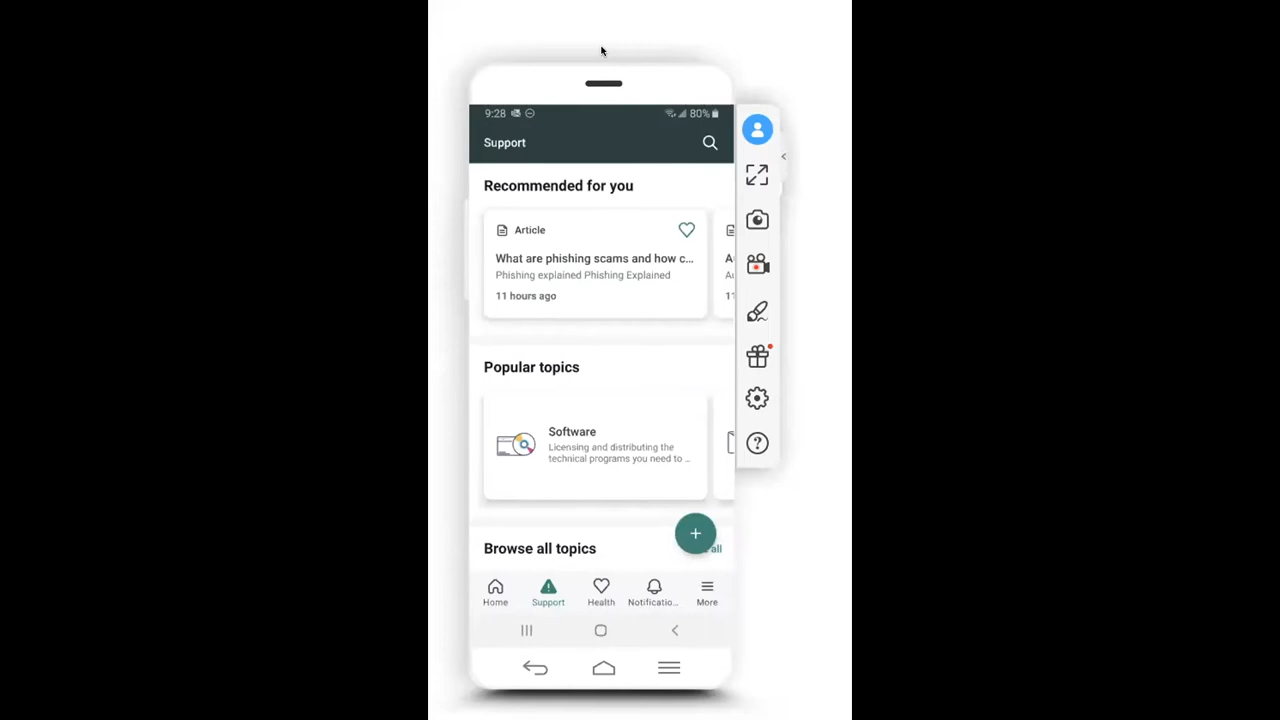 9:28
80%
Support
Recommended for you
Article
What are phishing scams and how c...
Phishing explained Phishing Explained
11 hours ago
Popular topics
Software
Licensing and distributing the
technical programs you need to ...
Browse all topics
all
Home
Support
Health
Notificatio...
More